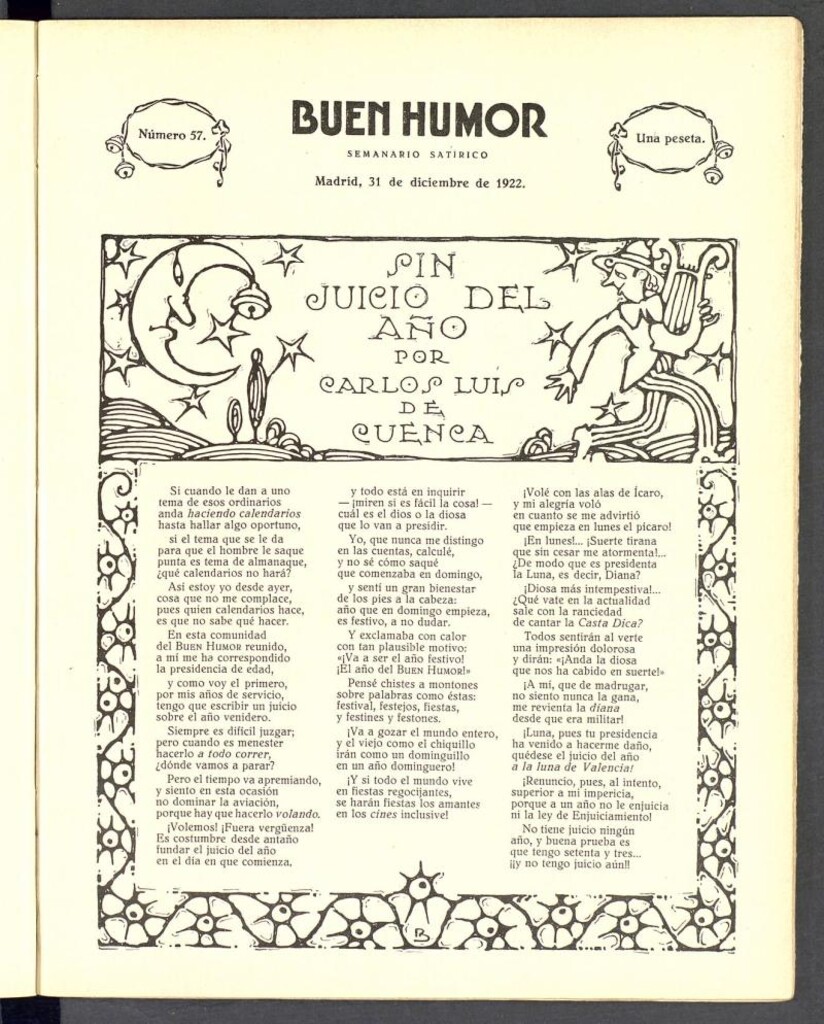 Número 57.
BUEN HUMOR
SEMANARIO SATÍRICO
Madrid, 31 de diciembre de 1922.
Una peseta.
SIN
JUICIO DEL
AÑO
POR
CARLOS LUIS
DE
CUENCA
Si cuando le dan a uno
tema de esos ordinarios
anda haciendo calendarios
hasta hallar algo oportuno,
si el tema que se le da
para que el hombre le saque
punta es tema de almanaque,
¿qué calendarios no hará?
Así estoy yo desde ayer,
cosa que no me complace,
pues quien calendarios hace,
es que no sabe qué hacer.
En esta comunidad
del BUEN HUMOR reunido,
a mí me ha correspondido
la presidencia de edad,
y como voy el primero,
por mis años de servicio,
tengo que escribir un juicio
sobre el año venidero.
Siempre es difícil juzgar;
pero cuando es menester
hacerlo a todo correr,
¿dónde vamos a parar?
Pero el tiempo va apremiando,
y siento en esta ocasión
no dominar la aviación,
porque hay que hacerlo volando.
¡Volemos! ¡Fuera vergüenza!
Es costumbre desde antaño
fundar el juicio del año
en el día en que comienza,
y todo está en inquirir
—¡miren si es fácil la cosa!—
cuál es el dios o la diosa
que lo van a presidir.
Yo, que nunca me distingo
en las cuentas, calculé,
y no sé cómo saqué
que comenzaba en domingo,
y sentí un gran bienestar
de los pies a la cabeza:
año que en domingo empieza,
es festivo, a no dudar.
Y exclamaba con calor
con tan plausible motivo:
«¡Va a ser el año festivo!
¡El año del BUEN HUMOR!»
Pensé chistes a montones
sobre palabras como éstas:
festival, festejos, fiestas,
y festines y festones.
¡Va a gozar el mundo entero,
y el viejo como el chiquillo
irán como un dominguillo
en un año dominguero!
¡Y si todo el mundo vive
en fiestas regocijantes,
se harán fiestas los amantes
en los cines inclusive!
¡Volé con las alas de Ícaro,
y mi alegría voló
en cuanto se me advirtió
que empieza en lunes el pícaro!
¡En lunes!... ¡Suerte tirana
que sin cesar me atormenta!...
¿De modo que es presidenta
la Luna, es decir, Diana?
¡Diosa más intempestiva!...
¿Qué vate en la actualidad
sale con la ranciedad
de cantar la Casta Dica?
Todos sentirán al verte
una impresión dolorosa
y dirán: «¡Anda la diosa
que nos ha cabido en suerte!»
¡A mí, que de madrugar,
no siento nunca la gana,
me revienta la diana
desde que era militar!
¡Luna, pues tu presidencia
ha venido a hacerme daño,
quédese el juicio del año
a la luna de Valencia!
¡Renuncio, pues, al intento,
superior a mi impericia,
porque a un año no le enjuicia
ni la ley de Enjuiciamiento!
No tiene juicio ningún
año, y buena prueba es
que tengo setenta y tres...
¡¡y no tengo juicio aún!!
B